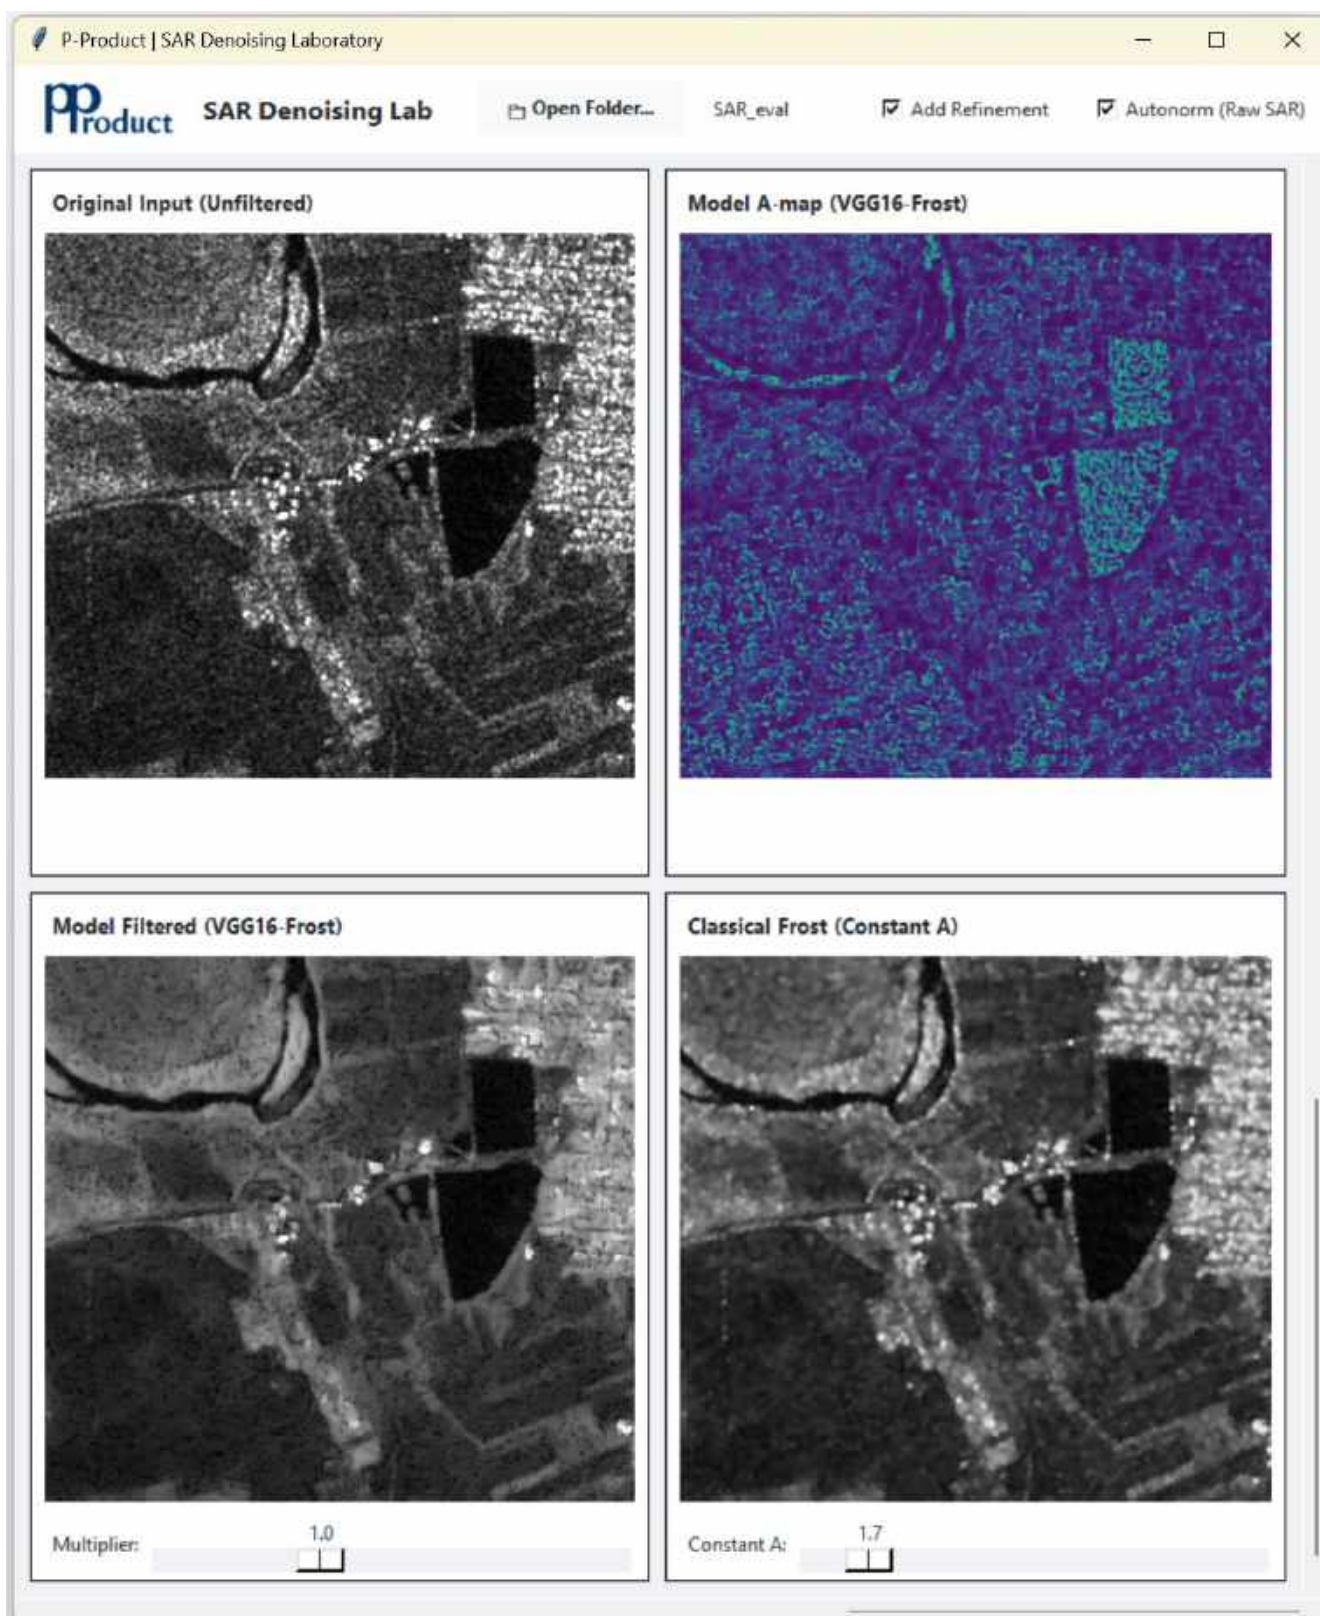 P-Product | SAR Denoising Laboratory
PProduct
SAR Denoising Lab
Open Folder...
SAR_eval
Add Refinement
Autonorm (Raw SAR)
Original Input (Unfiltered)
Model A-map (VGG16-Frost)
Model Filtered (VGG16-Frost)
Classical Frost (Constant A)
Multiplier:
1.0
Constant A:
1.7